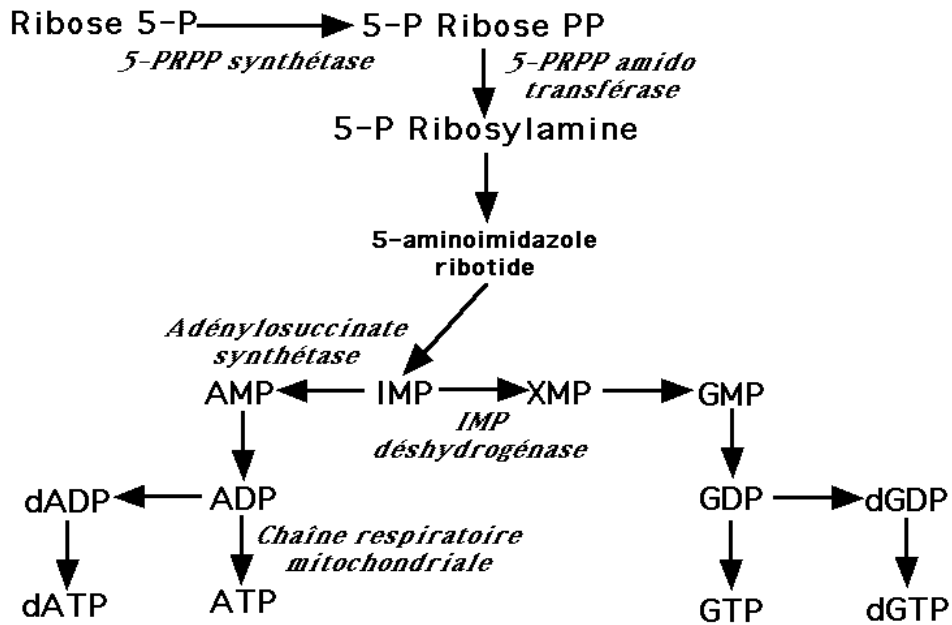 Ribose 5-P
5-P Ribose PP
5-PRPP synthétase
5-PRPP amido
transférase
5-P Ribosylamine
5-aminoimidazole
ribotide
Adénylosuccinate
synthétase
AMP
IMP
XMP
GMP
IMP
déshydrogénase
dADP
ADP
GDP
dGDP
Chaîne respiratoire
mitochondriale
dATP
ATP
GTP
dGTP